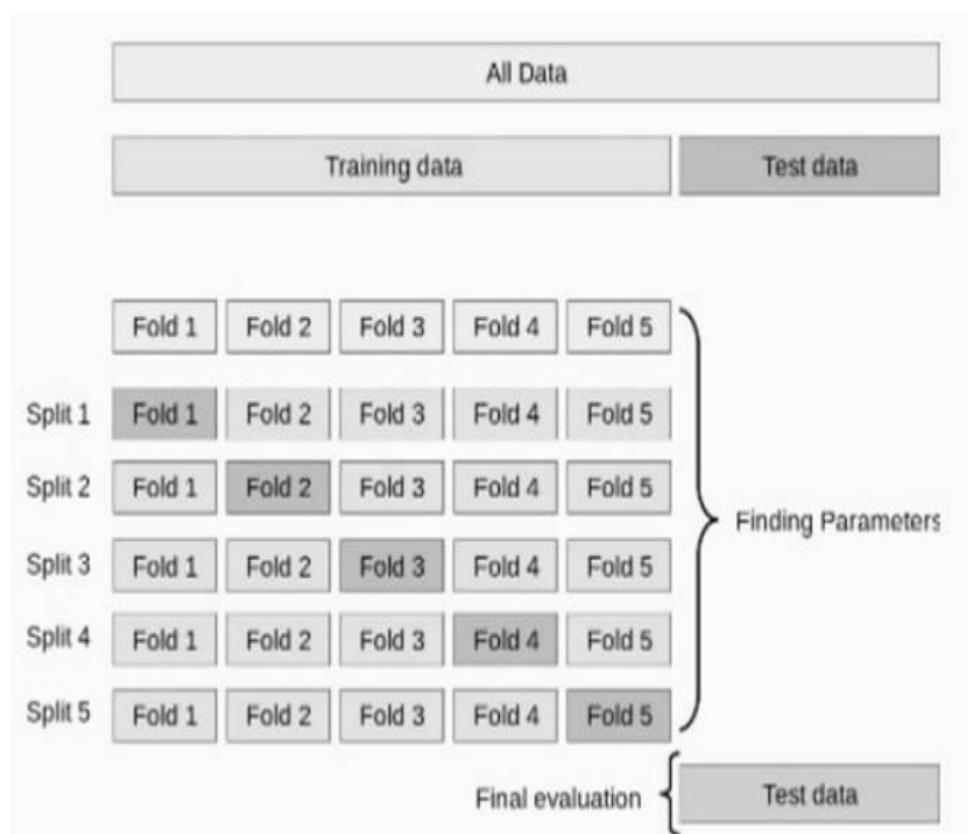 All Data
Training data Test data
Fold 1 Fold 2 Fold 3 Fold 4 Fold 5
Split 1 Fold 1 Fold 2 Fold 3 Fold 4 Fold 5
Split 2 Fold 1 Fold 2 Fold 3 Fold 4 Fold 5
Finding Parameters
Split 3 Fold 1 Fold 2 Fold 3 Fold 4 Fold 5
Split 4 Fold 1 Fold 2 Fold 3 Fold 4 Fold 5
Split 5 Fold 1 Fold 2 Fold 3 Fold 4 Fold 5
Final evaluation Test data